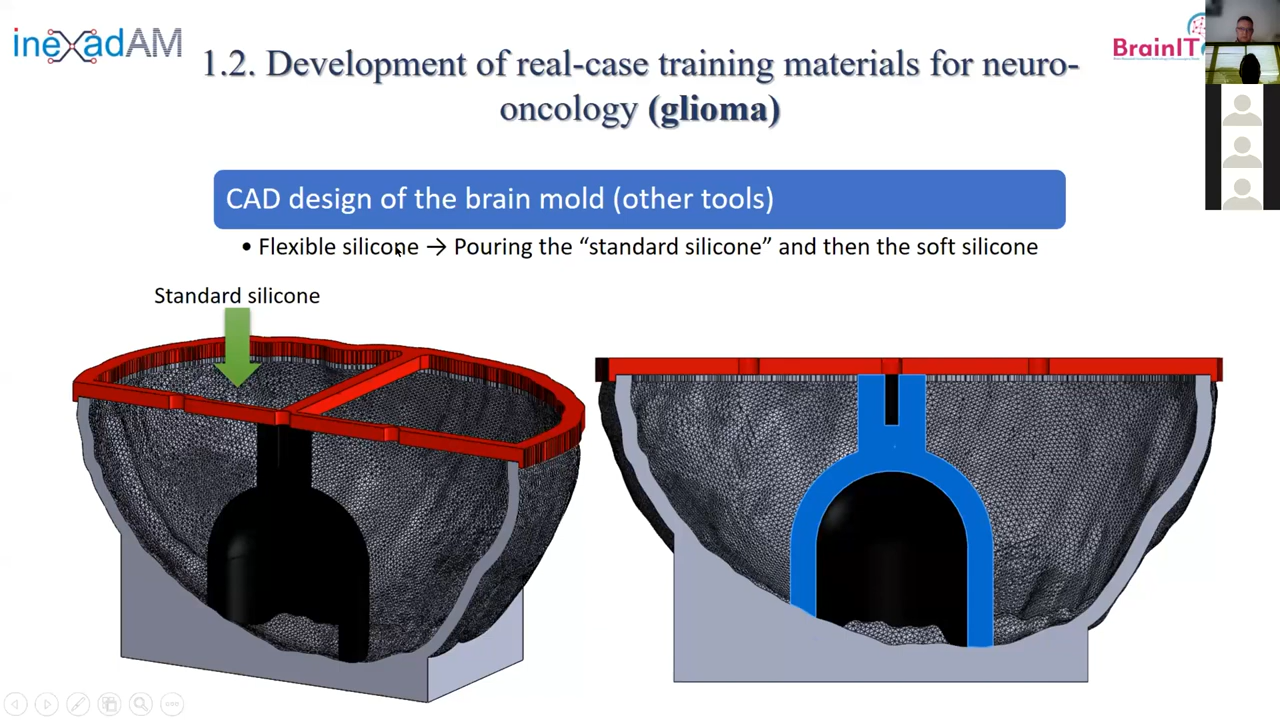 inexadAM
1.2. Development of real-case training materials for neuro-
oncology (glioma)
BrainIT
CAD design of the brain mold (other tools)
• Flexible silicone → Pouring the “standard silicone” and then the soft silicone
Standard silicone